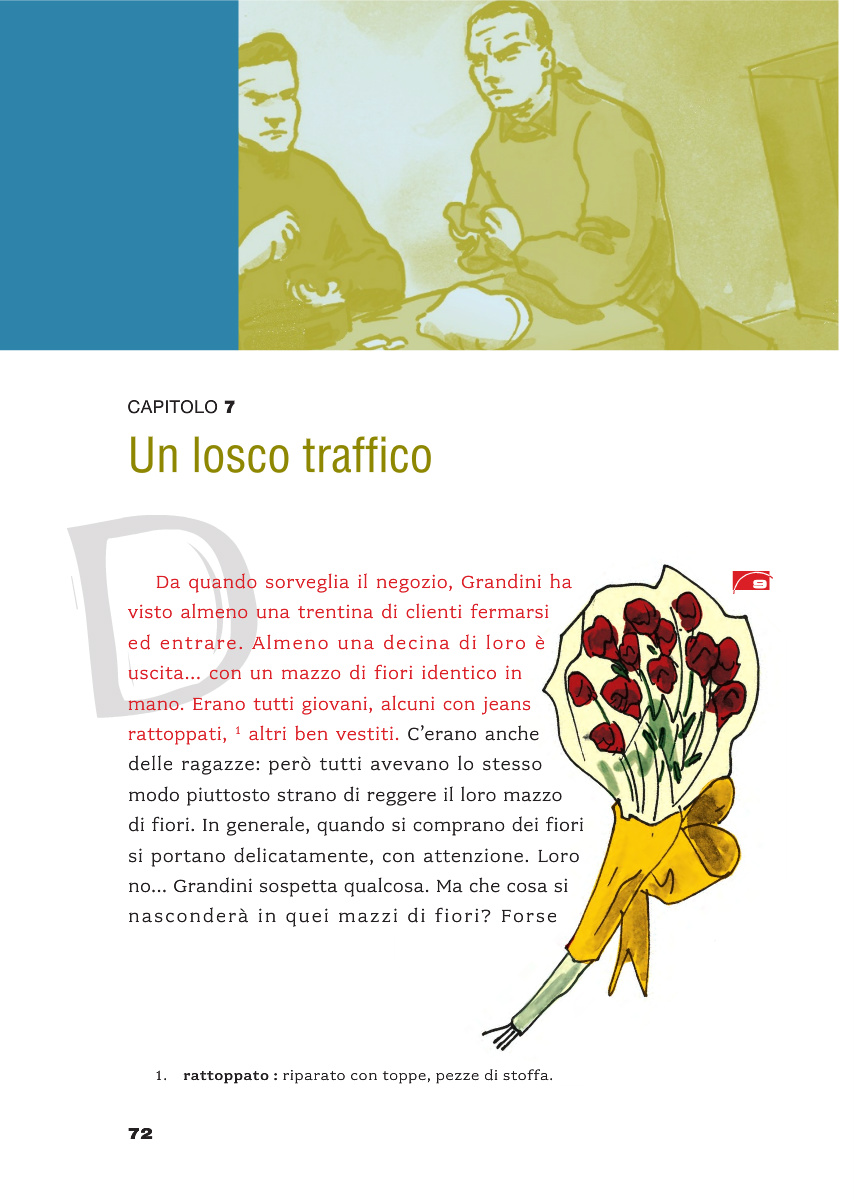 CAPITOLO 7
Un losco traffico
D
Da quando sorveglia il negozio, Grandini ha
visto almeno una trentina di clienti fermarsi
ed entrare. Almeno una decina di loro è
uscita... con un mazzo di fiori identico in
mano. Erano tutti giovani, alcuni con jeans
rattoppati, ¹ altri ben vestiti. C'erano anche
delle ragazze: però tutti avevano lo stesso
modo piuttosto strano di reggere il loro mazzo
di fiori. In generale, quando si comprano dei fiori
si portano delicatamente, con attenzione. Loro
no... Grandini sospetta qualcosa. Ma che cosa si
nasconderà in quei mazzi di fiori? Forse
9
1. rattoppato : riparato con toppe, pezze di stoffa.
72